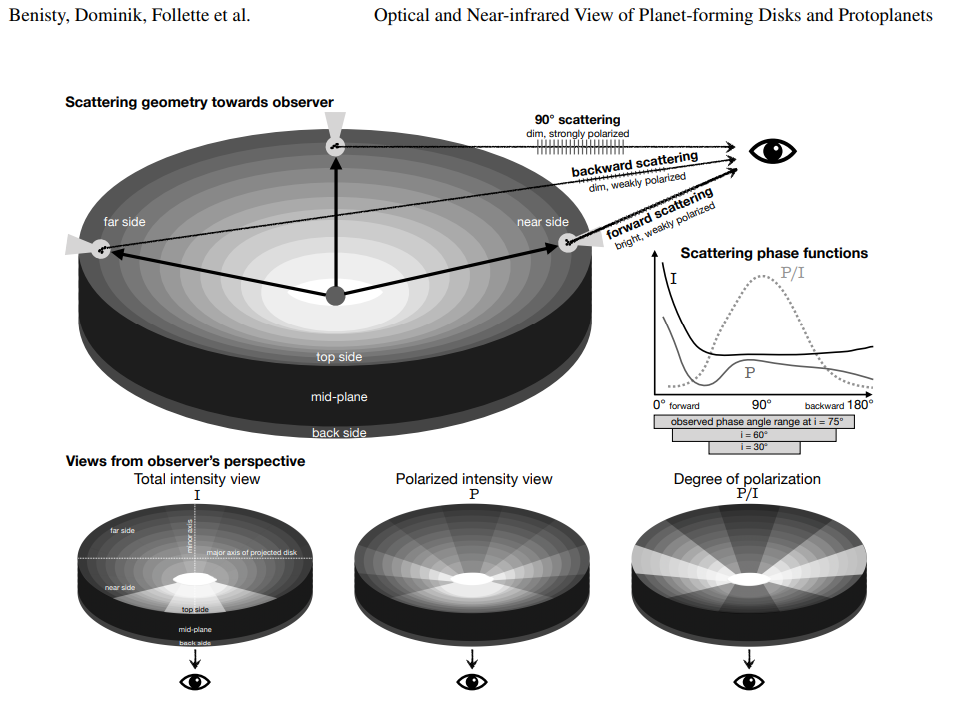 Benisty, Dominik, Follette et al.
Optical and Near-infrared View of Planet-forming Disks and Protoplanets
Scattering geometry towards observer
90° scattering
dim, strongly polarized
backward scattering
dim, weakly polarized
forward scattering
bright, weakly polarized
far side
near side
top side
mid-plane
back side
Scattering phase functions
I
P/I
P
0° forward
90°
backward 180°
observed phase angle range at i = 75°
i = 60°
i = 30°
Views from observer's perspective
Total intensity view
I
far side
minor axis
major axis of projected disk
near side
top side
mid-plane
back side
Polarized intensity view
P
Degree of polarization
P/I